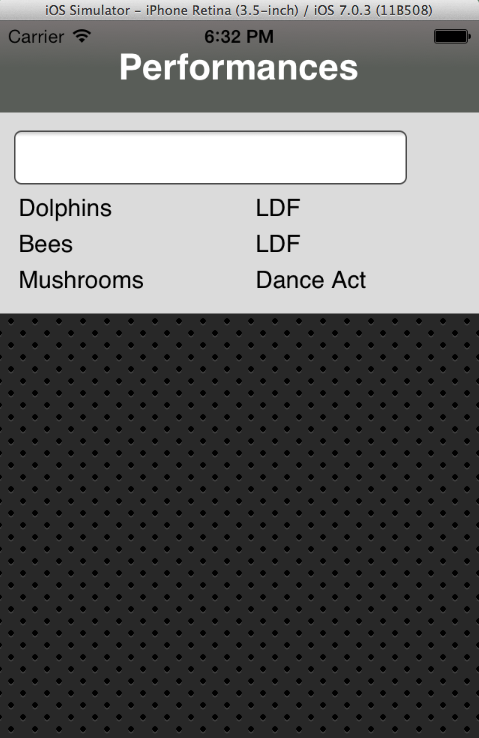 iOS Simulator – iPhone Retina (3.5-inch) / iOS 7.0.3 (11B508)
Carrier 6:32 PM
Performances
Dolphins LDF
Bees LDF
Mushrooms Dance Act